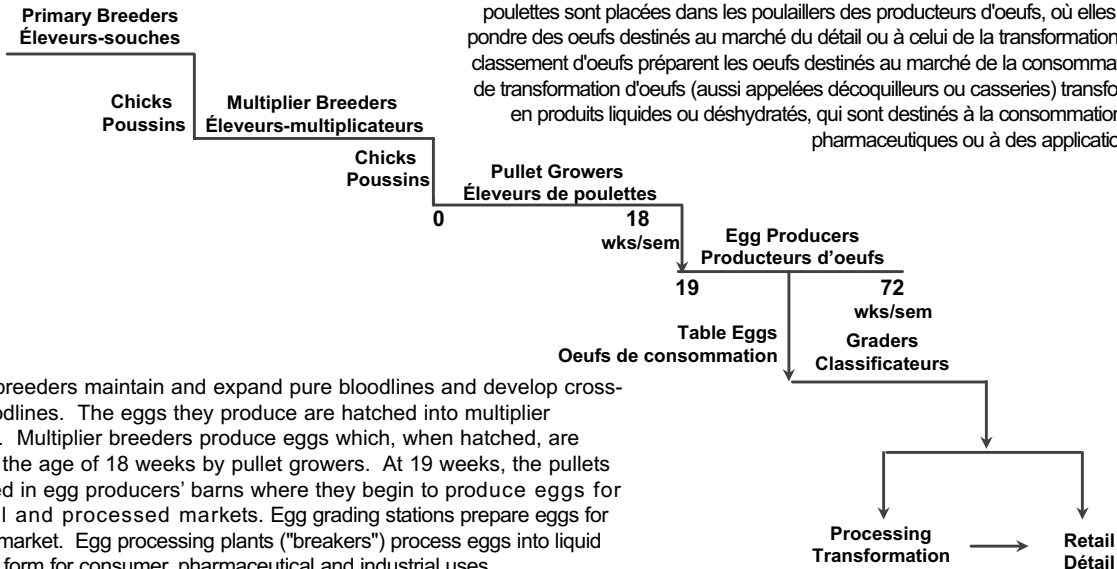 Primary Breeders
Éleveurs-souches
poulettes sont placées dans les poulaillers des producteurs d'oeufs, où elles
pondre des oeufs destinés au marché du détail ou à celui de la transformation
classement d'oeufs préparent les oeufs destinés au marché de la
de transformation d'oeufs (aussi appelées décoquilleurs ou casseries)
en produits liquides ou déshydratés, qui sont destinés à la consommation
pharmaceutiques ou à des
Chicks
Poussins
Multiplier Breeders
Éleveurs-multiplicateurs
Chicks
Poussins
Pullet Growers
Éleveurs de poulettes
0
18
wks/sem
Egg Producers
Producteurs d'oeufs
19
72
wks/sem
Table Eggs
Oeufs de consommation
Graders
Classificateurs
breeders maintain and expand pure bloodlines and develop cross-
The eggs they produce are hatched into multiplier
. Multiplier breeders produce eggs which, when hatched, are
the age of 18 weeks by pullet growers. At 19 weeks, the pullets
in egg producers' barns where they begin to produce eggs for
and processed markets. Egg grading stations prepare eggs for
market. Egg processing plants ("breakers") process eggs into liquid
form for consumer, pharmaceutical and industrial uses
Processing
Transformation
Retail
Détail